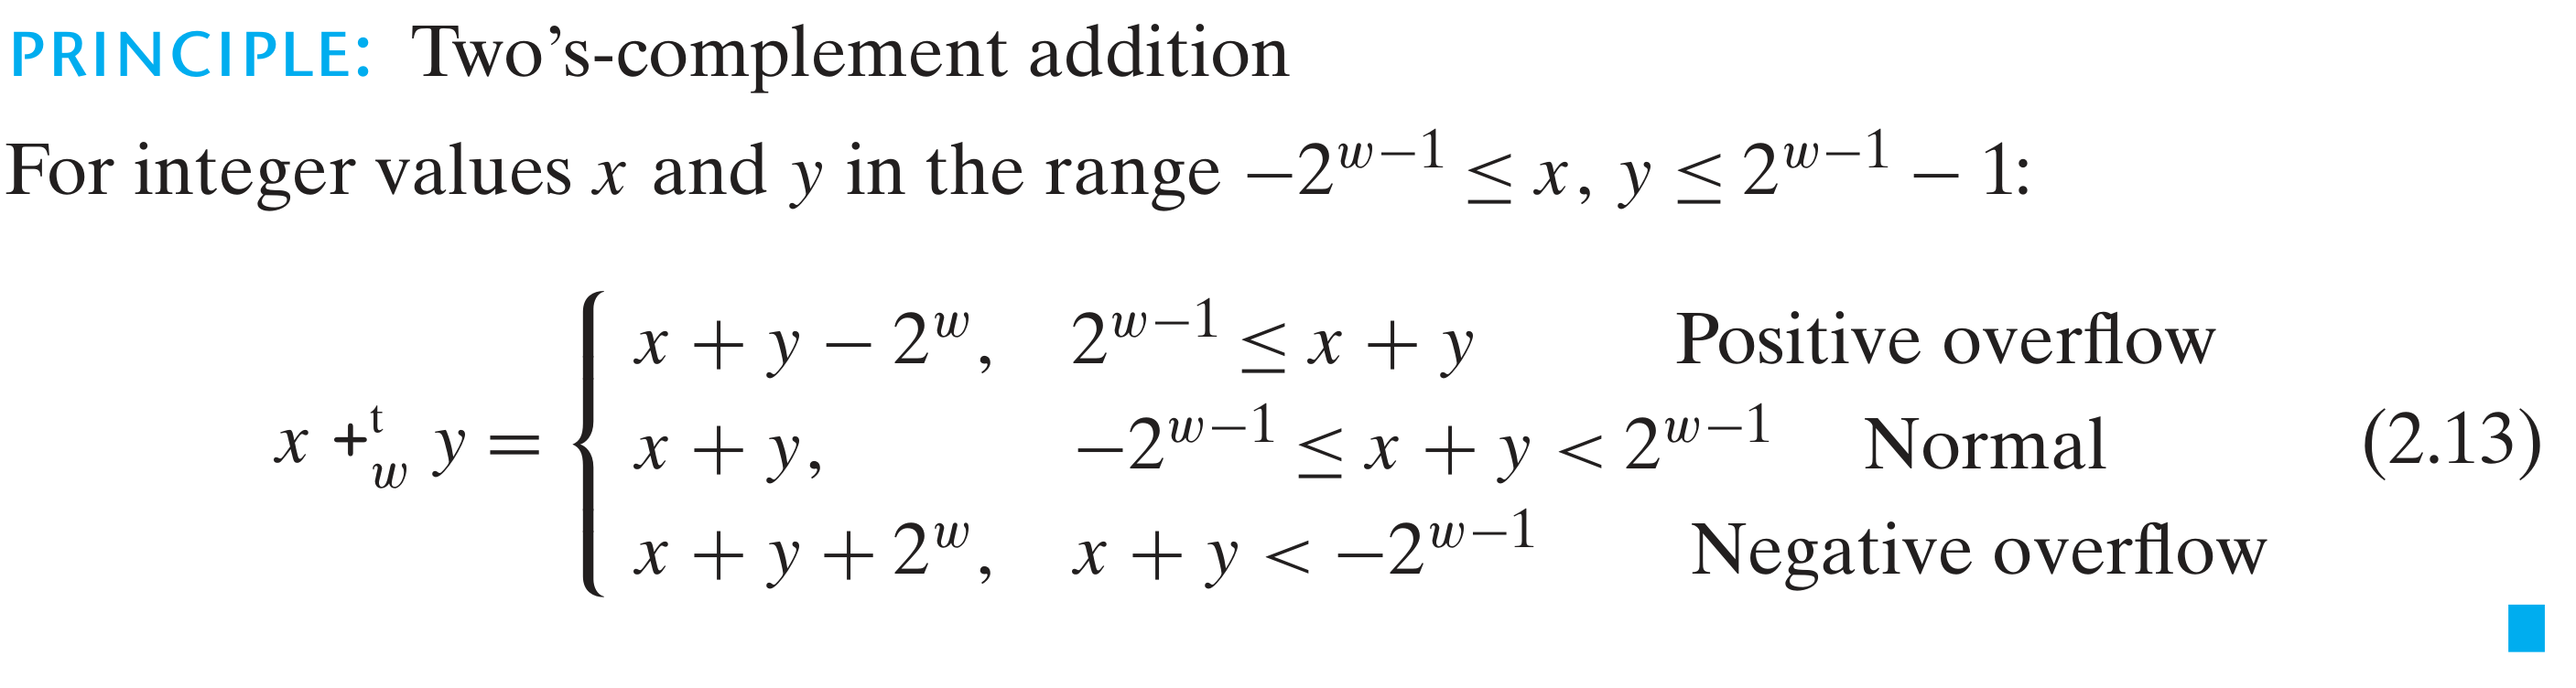 PRINCIPLE: Two’s-complement addition
For integer values x and y in the range −2^{w−1} ≤ x, y ≤ 2^{w−1} − 1:
x + y − 2^w, 2^{w−1} ≤ x + y Positive overflow
x +^t_w y = { x + y, −2^{w−1} ≤ x + y < 2^{w−1} Normal (2.13)
x + y + 2^w, x + y < −2^{w−1} Negative overflow